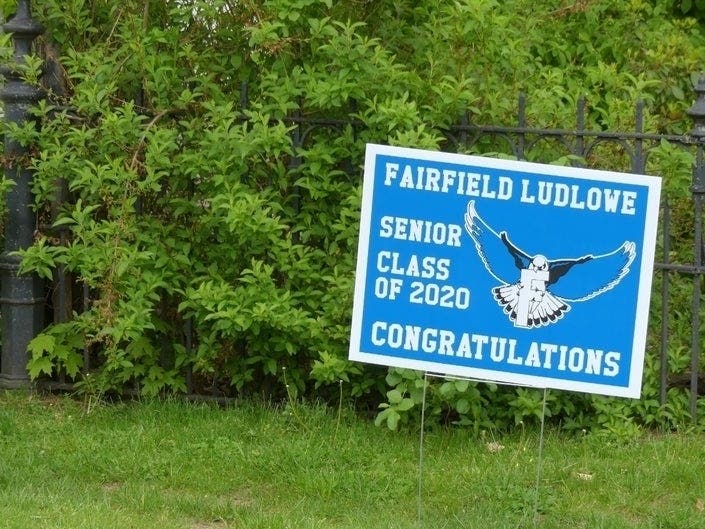 FAIRFIELD LUDLOWE
SENIOR
CLASS
OF 2020
F
CONGRATULATIONS